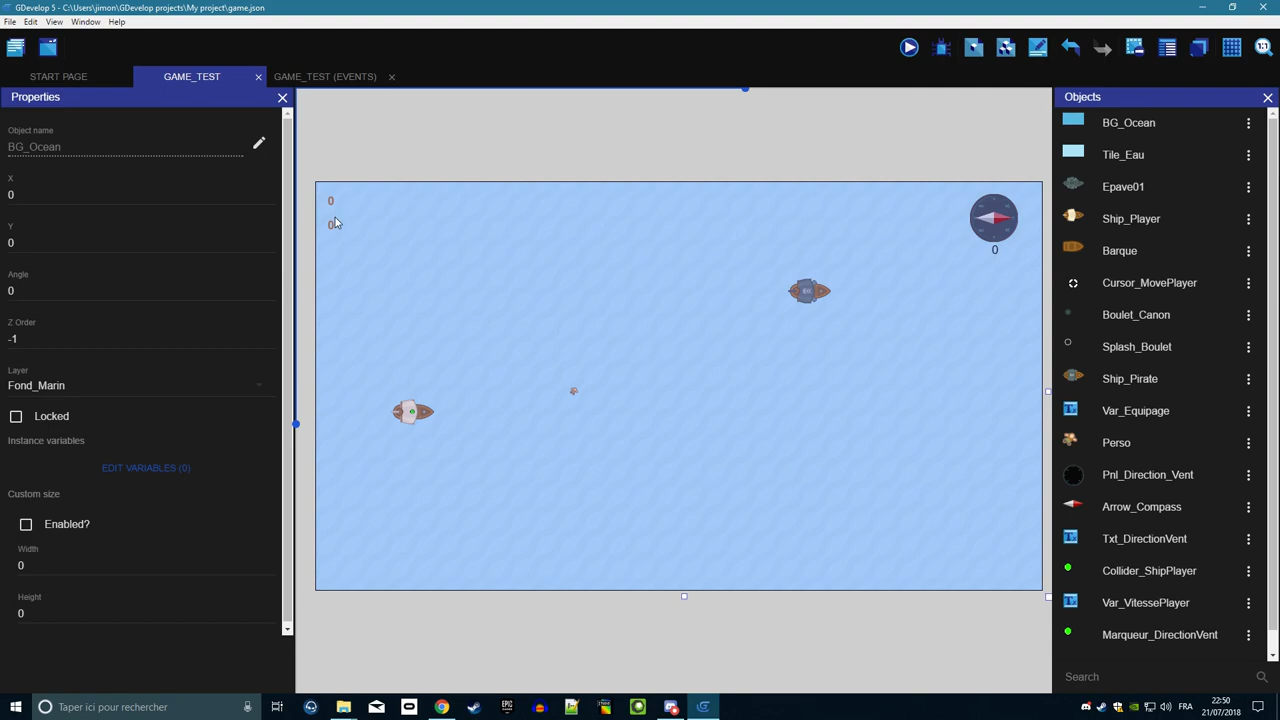 GDevelop 5 - C:\Users\jimon\GDevelop projects\My project\game.json
File Edit View Window Help
START PAGE GAME_TEST GAME_TEST (EVENTS)
Properties
Object name
BG_Ocean
X
0
Y
0
Angle
0
Z Order
-1
Layer
Fond_Marin
Locked
Instance variables
EDIT VARIABLES (0)
Custom size
Enabled?
Width
0
Height
0
0
0
0
Objects
BG_Ocean
Tile_Eau
Epave01
Ship_Player
Barque
Cursor_MovePlayer
Boulet_Canon
Splash_Boulet
Ship_Pirate
Var_Equipage
Perso
Pnl_Direction_Vent
Arrow_Compass
Txt_DirectionVent
Collider_ShipPlayer
Var_VitessePlayer
Marqueur_DirectionVent
Search
Taper ici pour rechercher
FRA
22:50
21/07/2018